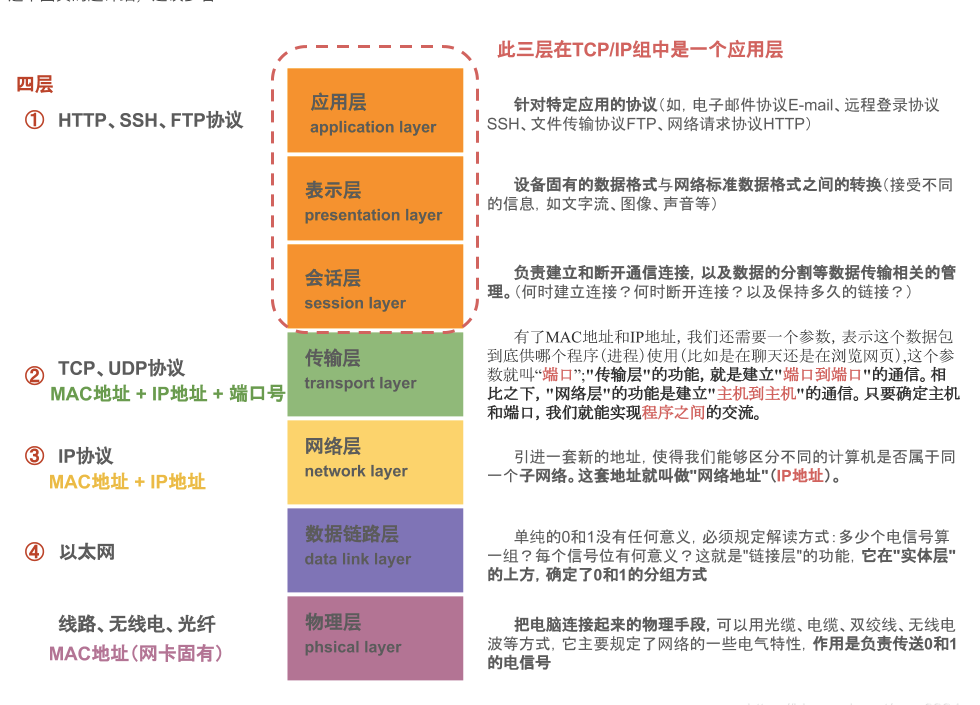 此三层在TCP/IP组中是一个应用层
四层
① HTTP、SSH、FTP协议
应用层
application layer
针对特定应用的协议(如, 电子邮件协议E-mail、远程登录协议
SSH、文件传输协议FTP、网络请求协议HTTP)
表示层
presentation layer
设备固有的数据格式与网络标准数据格式之间的转换(接受不同
的信息, 如文字流、图像、声音等)
会话层
session layer
负责建立和断开通信连接, 以及数据的分割等数据传输相关的管
理。(何时建立连接？何时断开连接？以及保持多久的链接？)
② TCP、UDP协议
MAC地址 + IP地址 + 端口号
传输层
transport layer
有了MAC地址和IP地址, 我们还需要一个参数, 表示这个数据包
到底供哪个程序(进程)使用(比如是在聊天还是在浏览网页),这个参
数就叫“端口”;"传输层"的功能, 就是建立"端口到端口"的通信。相
比之下, "网络层"的功能是建立"主机到主机"的通信。只要确定主机
和端口, 我们就能实现程序之间的交流。
③ IP协议
MAC地址 + IP地址
网络层
network layer
引进一套新的地址, 使得我们能够区分不同的计算机是否属于同
一个子网络。这套地址就叫做"网络地址"(IP地址)。
④ 以太网
数据链路层
data link layer
单纯的0和1没有任何意义, 必须规定解读方式：多少个电信号算
一组？每个信号位有何意义？这就是"链接层"的功能, 它在"实体层"
的上方, 确定了0和1的分组方式
线路、无线电、光纤
MAC地址(网卡固有)
物理层
phsical layer
把电脑连接起来的物理手段, 可以用光缆、电缆、双绞线、无线电
波等方式, 它主要规定了网络的一些电气特性, 作用是负责传送0和1
的电信号